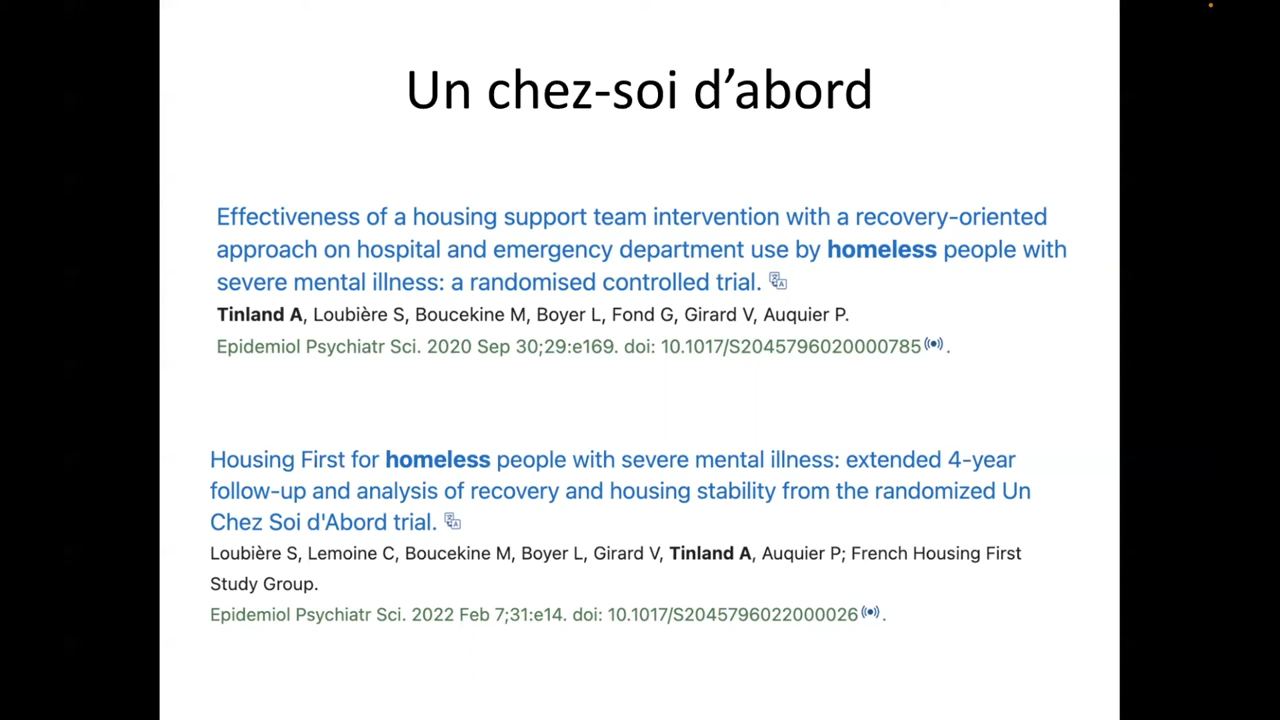 Un chez-soi d’abord
Effectiveness of a housing support team intervention with a recovery-oriented
approach on hospital and emergency department use by homeless people with
severe mental illness: a randomised controlled trial.
Tinland A, Loubière S, Boucekine M, Boyer L, Fond G, Girard V, Auquier P.
Epidemiol Psychiatr Sci. 2020 Sep 30;29:e169. doi: 10.1017/S2045796020000785.
Housing First for homeless people with severe mental illness: extended 4-year
follow-up and analysis of recovery and housing stability from the randomized Un
Chez Soi d'Abord trial.
Loubière S, Lemoine C, Boucekine M, Boyer L, Girard V, Tinland A, Auquier P; French Housing First
Study Group.
Epidemiol Psychiatr Sci. 2022 Feb 7;31:e14. doi: 10.1017/S2045796022000026.